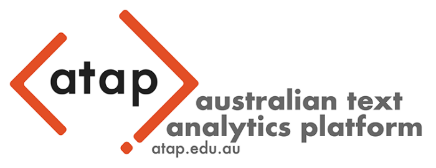 atap
australian text
analytics platform
atap.edu.au